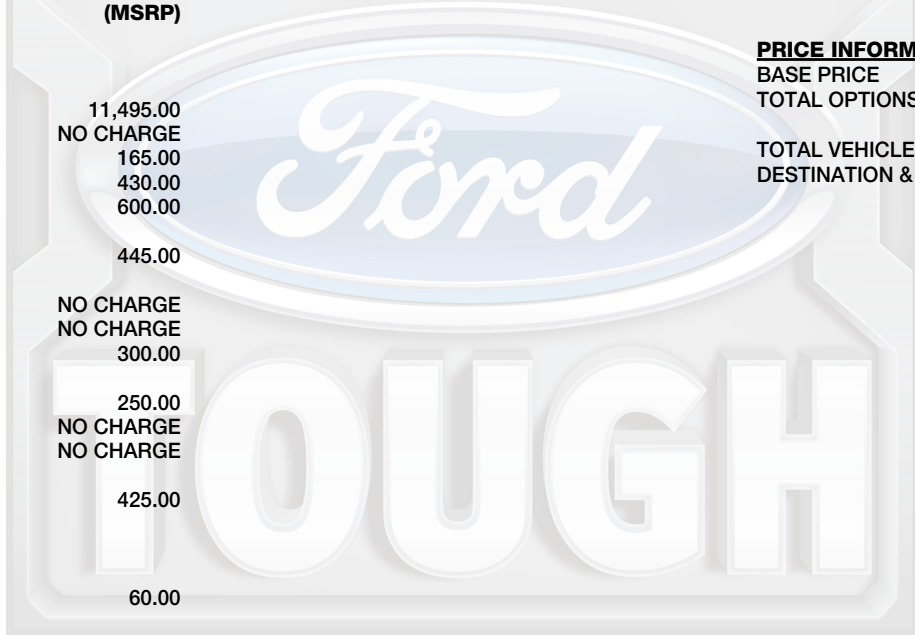 (MSRP)
11,495.00
NO CHARGE
165.00
430.00
600.00
445.00
NO CHARGE
NO CHARGE
300.00
250.00
NO CHARGE
NO CHARGE
425.00
60.00
PRICE INFORM
BASE PRICE
TOTAL OPTIONS
TOTAL VEHICLE
DESTINATION &
Ford
TOUGH